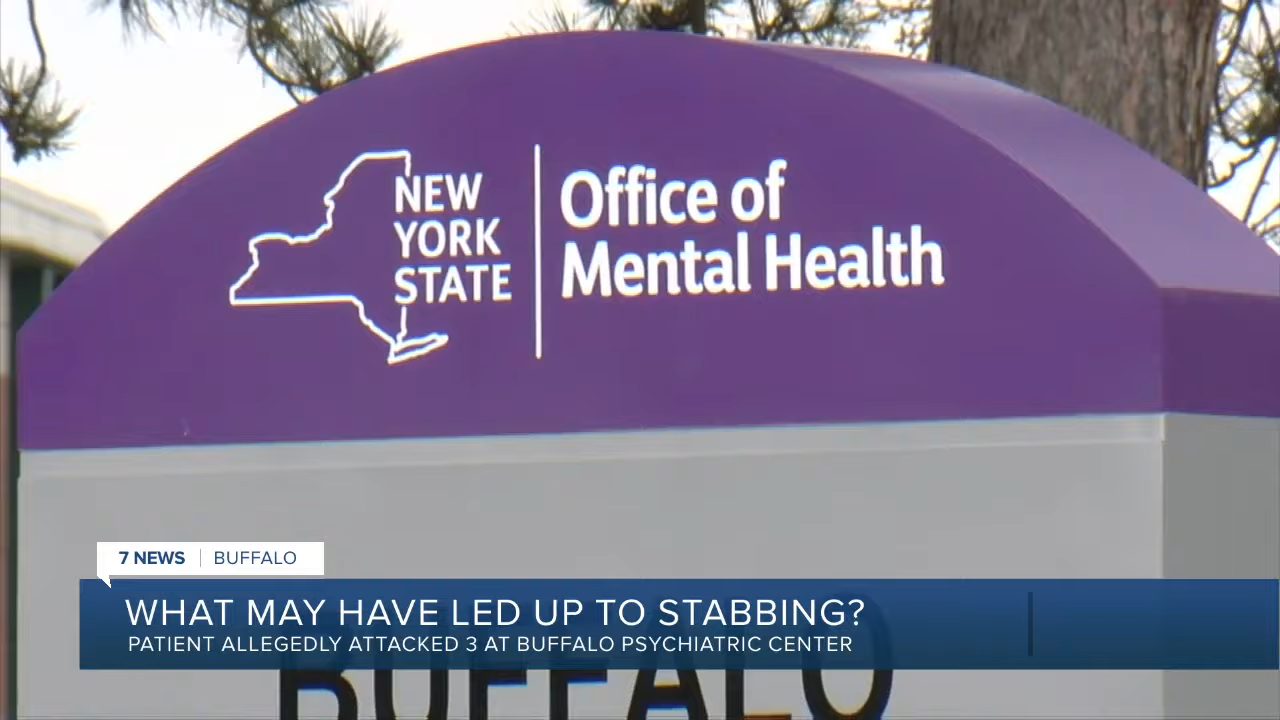 NEW
YORK
STATE
Office of
Mental Health
7 NEWS | BUFFALO
WHAT MAY HAVE LED UP TO STABBING?
PATIENT ALLEGEDLY ATTACKED 3 AT BUFFALO PSYCHIATRIC CENTER
BUFFALO